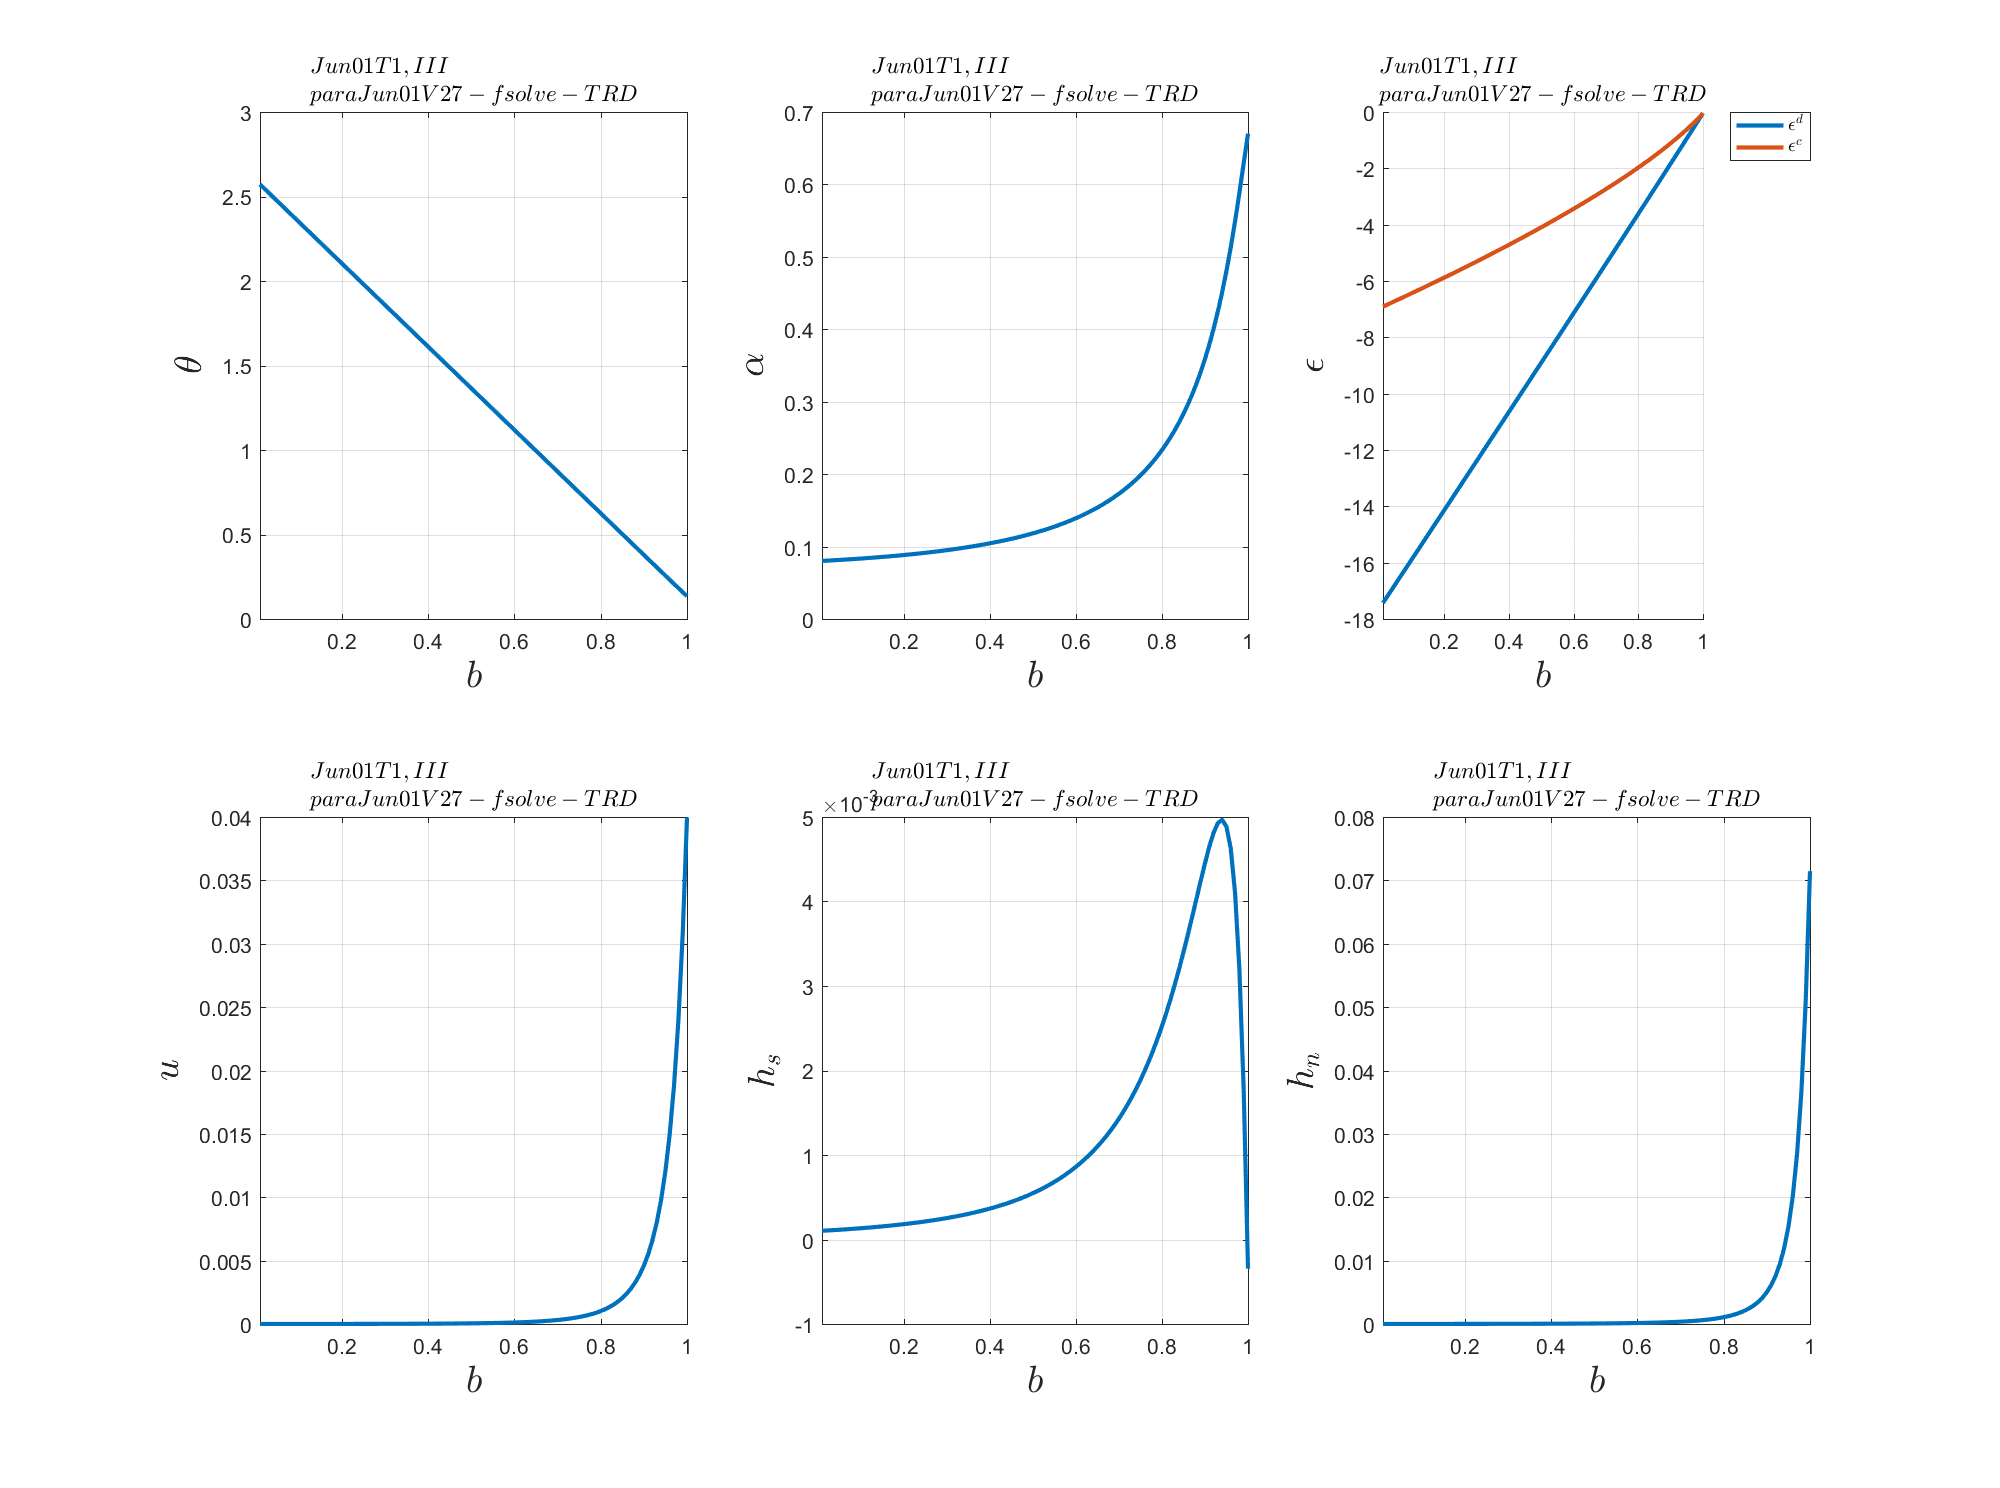 Jun01T1, III
paraJun01V27 - fsolve - TRD
3
2.5
2
1.5
1
0.5
0
θ
0.2 0.4 0.6 0.8 1
b
Jun01T1, III
paraJun01V27 - fsolve - TRD
0.7
0.6
0.5
0.4
0.3
0.2
0.1
0
α
0.2 0.4 0.6 0.8 1
b
Jun01T1, III
paraJun01V27 - fsolve - TRD
0
-2
-4
-6
-8
-10
-12
-14
-16
-18
ϵ
0.2 0.4 0.6 0.8 1
b
ϵ^d
ϵ^c
Jun01T1, III
paraJun01V27 - fsolve - TRD
0.04
0.035
0.03
0.025
0.02
0.015
0.01
0.005
0
u
0.2 0.4 0.6 0.8 1
b
Jun01T1, III
paraJun01V27 - fsolve - TRD
×10^-3
5
4
3
2
1
0
-1
h_s
0.2 0.4 0.6 0.8 1
b
Jun01T1, III
paraJun01V27 - fsolve - TRD
0.08
0.07
0.06
0.05
0.04
0.03
0.02
0.01
0
h_n
0.2 0.4 0.6 0.8 1
b